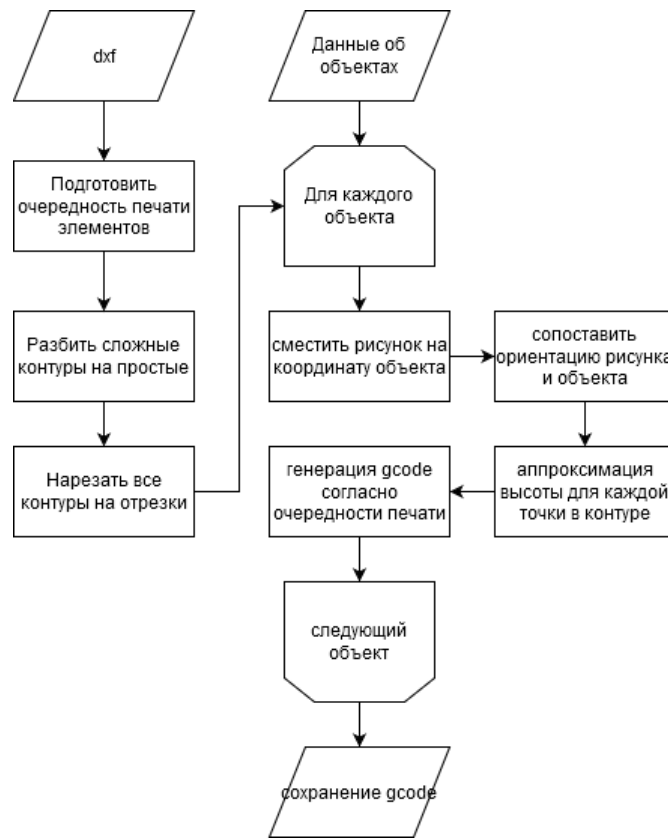 dxf
Подготовить
очередность печати
элементов
Разбить сложные
контуры на простые
Нарезать все
контуры на отрезки
Данные об
объектах
Для каждого
объекта
сместить рисунок на
координату объекта
сопоставить
ориентацию рисунка
и объекта
аппроксимация
высоты для каждой
точки в контуре
генерация gcode
согласно
очередности печати
следующий
объект
сохранение gcode